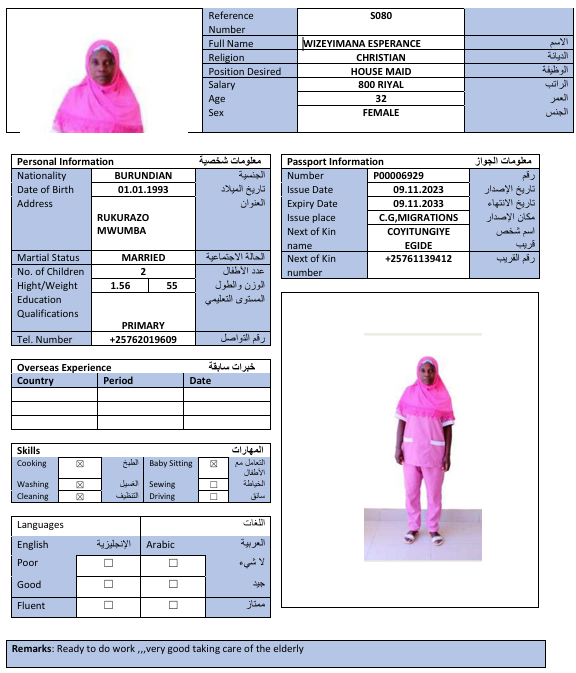 Reference Number S080
Full Name WIZEYIMANA ESPERANCE الاسم
Religion CHRISTIAN الديانة
Position Desired HOUSE MAID الوظيفة
Salary 800 RIYAL الراتب
Age 32 العمر
Sex FEMALE الجنس
Personal Information معلومات شخصية
Nationality BURUNDIAN الجنسية
Date of Birth 01.01.1993 تاريخ الميلاد
Address العنوان
RUKURAZO
MWUMBA
Martial Status MARRIED الحالة الاجتماعية
No. of Children 2 عدد الأطفال
Hight/Weight 1.56 55 الوزن والطول
Education المستوى التعليمي
Qualifications
PRIMARY
Tel. Number +25762019609 رقم التواصل
Passport Information معلومات الجواز
Number P00006929 رقم
Issue Date 09.11.2023 تاريخ الإصدار
Expiry Date 09.11.2033 تاريخ الانتهاء
Issue place C.G,MIGRATIONS مكان الإصدار
Next of Kin COYITUNGIYE اسم شخص
name EGIDE قريب
Next of Kin +25761139412 رقم القريب
number
Overseas Experience خبرات سابقة
Country Period Date
Skills المهارات
Cooking ☒ الطبخ Baby Sitting ☒ التعامل مع
الأطفال
Washing ☒ الغسيل Sewing ☐ الخياطة
Cleaning ☒ التنظيف Driving ☐ سائق
Languages اللغات
English الإنجليزية Arabic العربية
Poor ☐ ☐ لا شيء
Good ☐ ☐ جيد
Fluent ☐ ☐ ممتاز
Remarks: Ready to do work ,,,very good taking care of the elderly